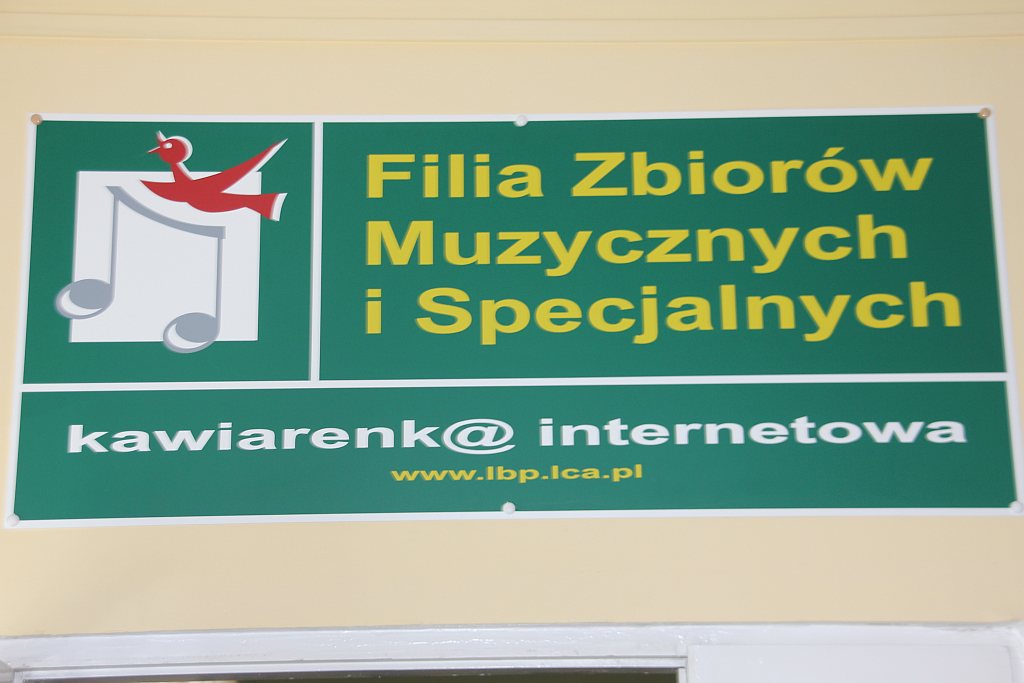 Filia Zbiorów
Muzycznych
i Specjalnych
kawiarenk@ internetowa
www.lbp.lca.pl